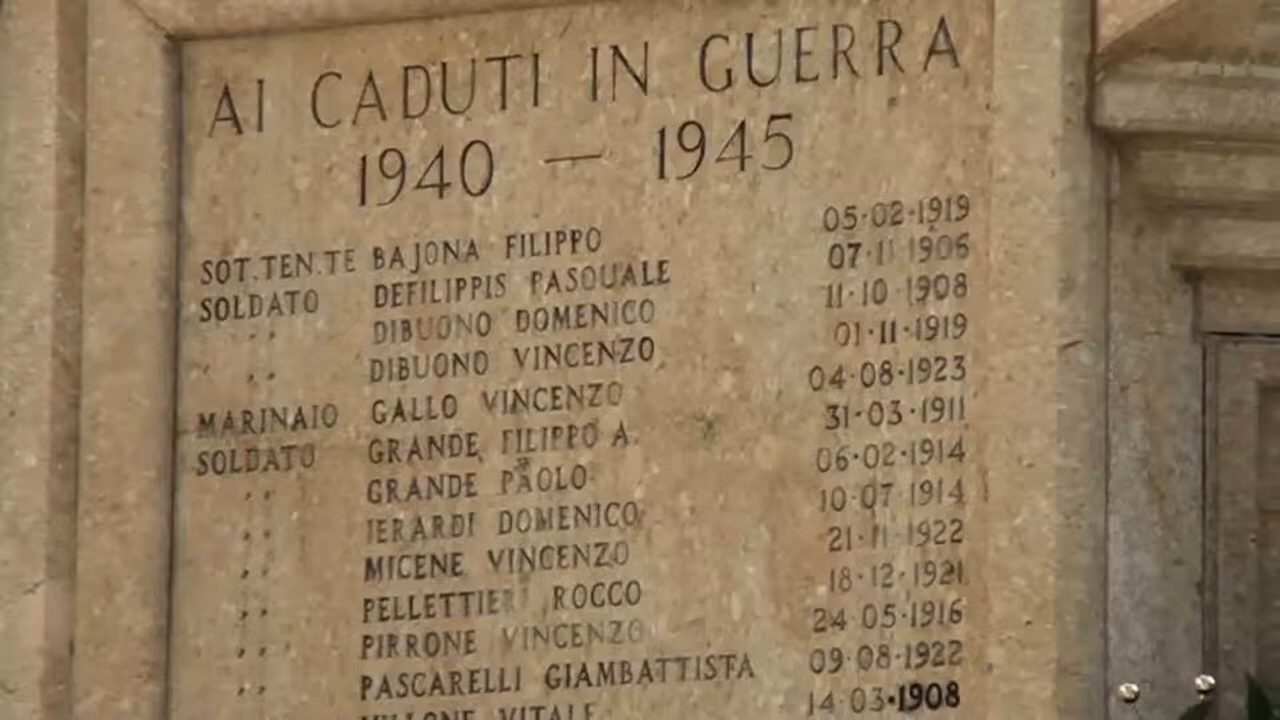 AI CADUTI IN GUERRA
1940 — 1945
SOT.TEN.TE BAJONA FILIPPO 05·02·1919
SOLDATO DEFILIPPIS PASQUALE 07·11·1906
,, DIBUONO DOMENICO 11·10·1908
,, DIBUONO VINCENZO 01·11·1919
MARINAIO GALLO VINCENZO 04·08·1923
SOLDATO GRANDE FILIPPO A. 31·03·1911
,, GRANDE PAOLO 06·02·1914
,, IERARDI DOMENICO 10·07·1914
,, MICENE VINCENZO 21·11·1922
,, PELLETTIERI ROCCO 18·12·1921
,, PIRRONE VINCENZO 24·05·1916
,, PASCARELLI GIAMBATTISTA 09·08·1922
VITALE 14·03·1908